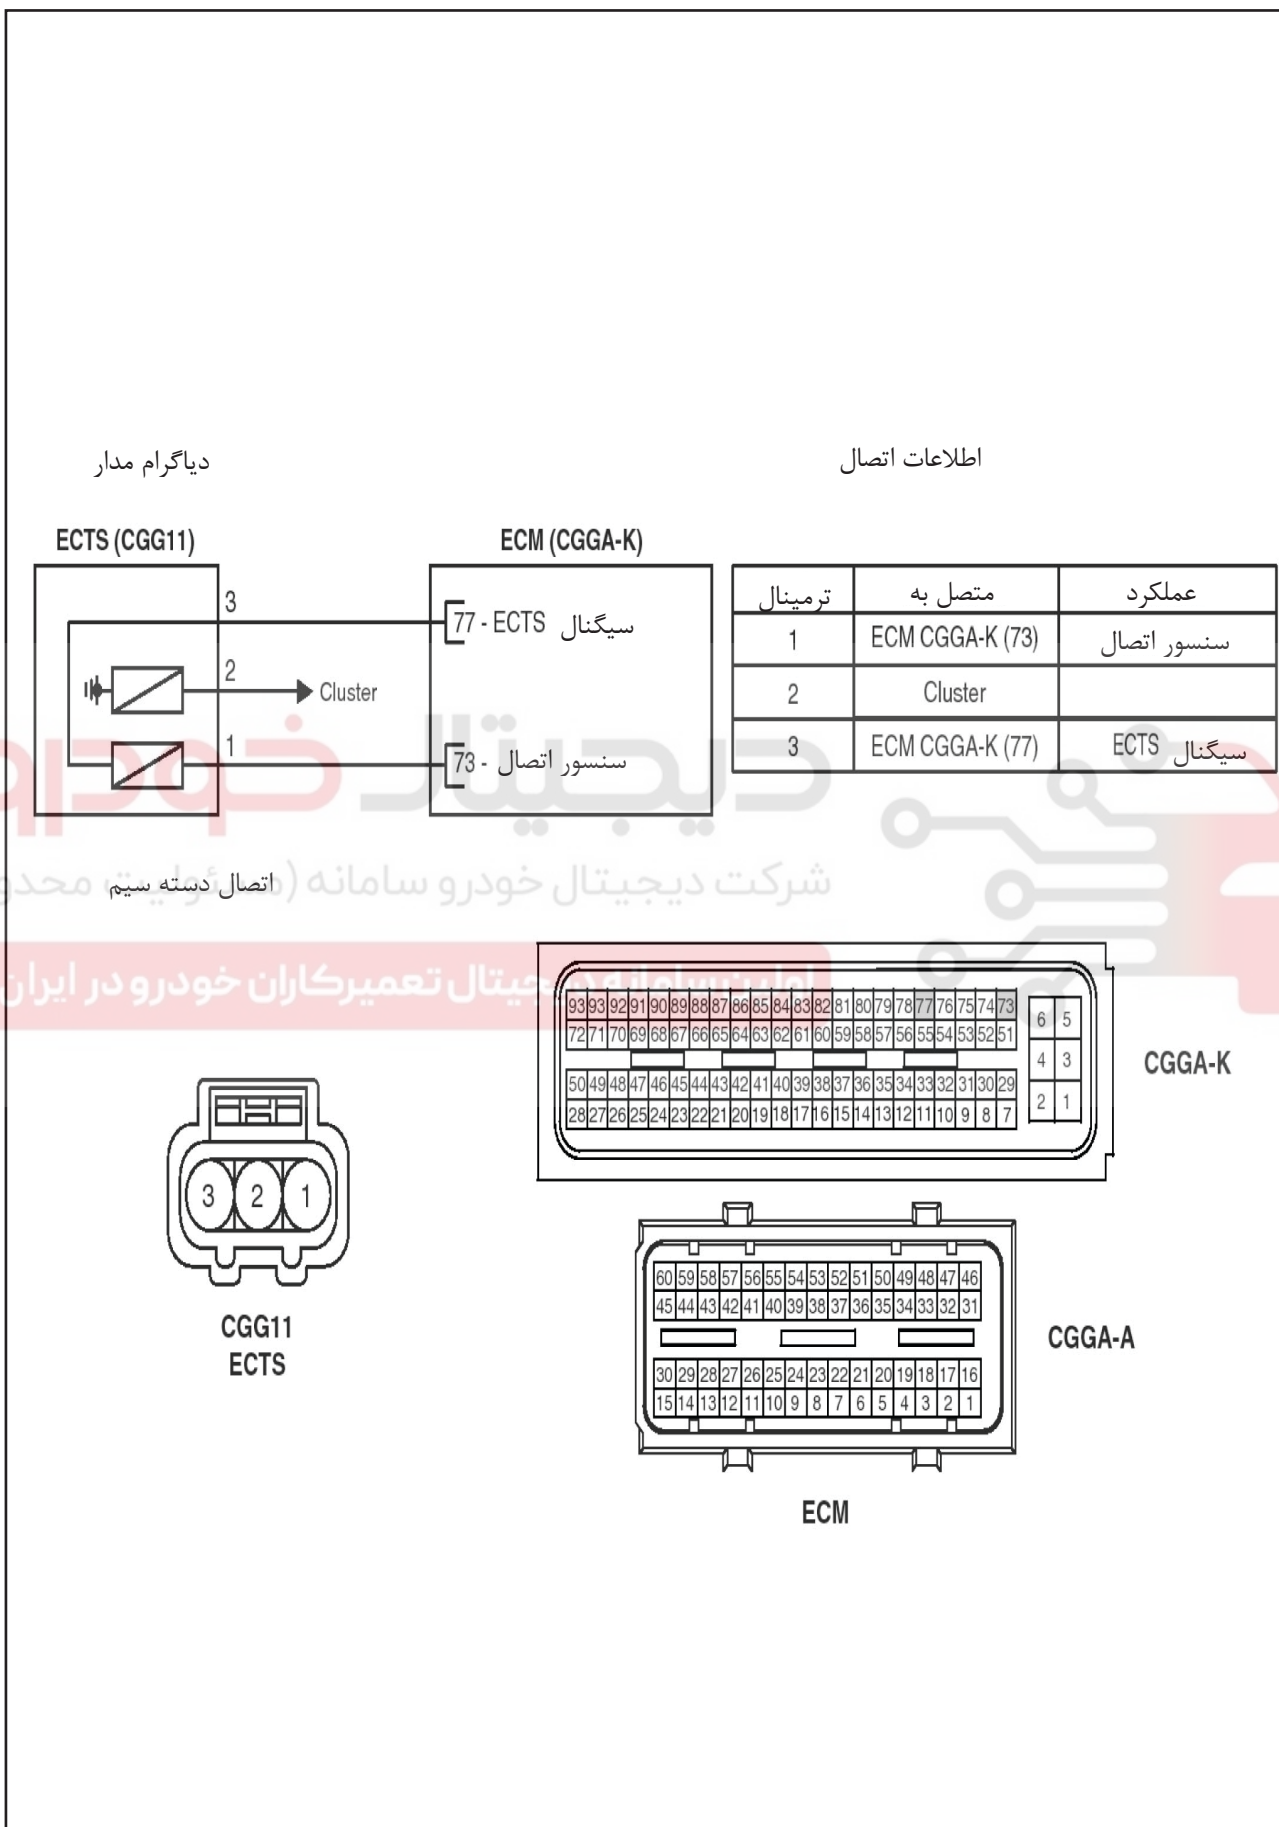 دیاگرام مدار
اطلاعات اتصال
ECTS (CGG11)
ECM (CGGA-K)
3
2
1
Cluster
77 - ECTS سیگنال
73 - سنسور اتصال
ترمینال متصل به عملکرد
1 ECM CGGA-K (73) سنسور اتصال
2 Cluster
3 ECM CGGA-K (77) سیگنال ECTS
دیجیتال خودرو
شرکت دیجیتال خودرو سامانه (مسئولیت محدو
اتصال دسته سیم
اولین سامانه دیجیتال تعمیرکاران خودرو در ایران
93 93 92 91 90 89 88 87 86 85 84 83 82 81 80 79 78 77 76 75 74 73
72 71 70 69 68 67 66 65 64 63 62 61 60 59 58 57 56 55 54 53 52 51
50 49 48 47 46 45 44 43 42 41 40 39 38 37 36 35 34 33 32 31 30 29
28 27 26 25 24 23 22 21 20 19 18 17 16 15 14 13 12 11 10 9 8 7
6 5
4 3
2 1
CGGA-K
3 2 1
CGG11
ECTS
60 59 58 57 56 55 54 53 52 51 50 49 48 47 46
45 44 43 42 41 40 39 38 37 36 35 34 33 32 31
30 29 28 27 26 25 24 23 22 21 20 19 18 17 16
15 14 13 12 11 10 9 8 7 6 5 4 3 2 1
CGGA-A
ECM